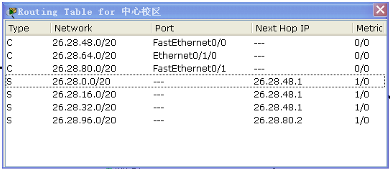 Routing Table for 中心校区
Type Network Port Next Hop IP Metric
C 26.28.48.0/20 FastEthernet0/0 --- 0/0
C 26.28.64.0/20 Ethernet0/1/0 --- 0/0
C 26.28.80.0/20 FastEthernet0/1 --- 0/0
S 26.28.0.0/20 --- 26.28.48.1 1/0
S 26.28.16.0/20 --- 26.28.48.1 1/0
S 26.28.32.0/20 --- 26.28.48.1 1/0
S 26.28.96.0/20 --- 26.28.80.2 1/0